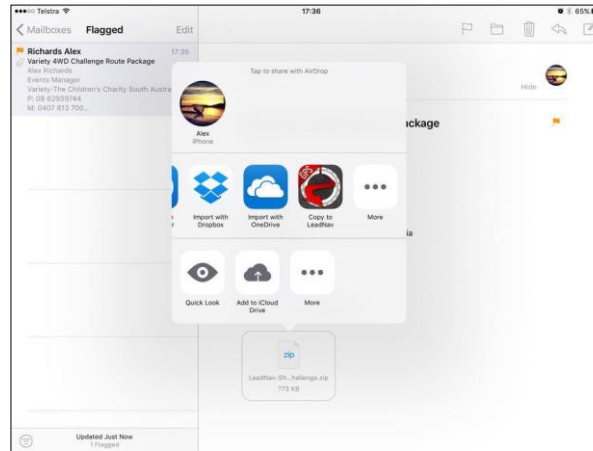 Telstra
17:36
65%
Mailboxes
Flagged
Edit
Richards Alex
17:35
Variety 4WD Challenge Route Package
Alex Richards
Events Manager
Variety-The Children's Charity South Austra
P: 08 82939744
M: 0407 813 700...
Hide
ckage
ia
Tap to share with AirDrop
Alex
iPhone
GPS
Import with
Dropbox
Import with
OneDrive
Copy to
LeadNav
More
Quick Look
Add to iCloud
Drive
More
zip
LeadNav-Sh...hallenge.zip
775 KB
Updated Just Now
1 Flagged